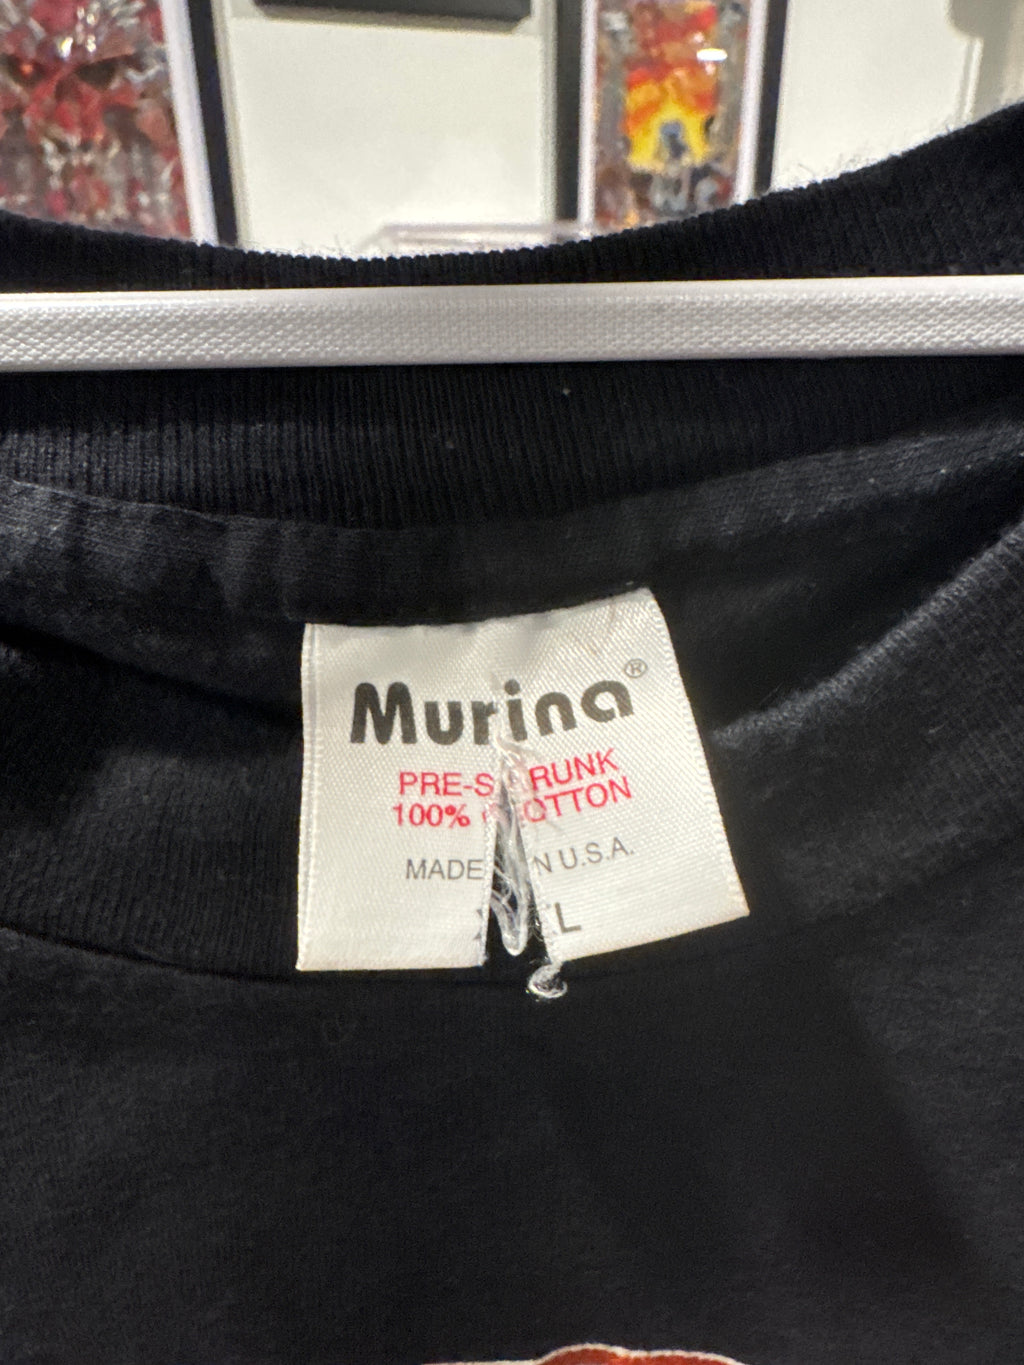 Murina®
PRE-S RUNK
100% OTTON
MADE N U.S.A.
L